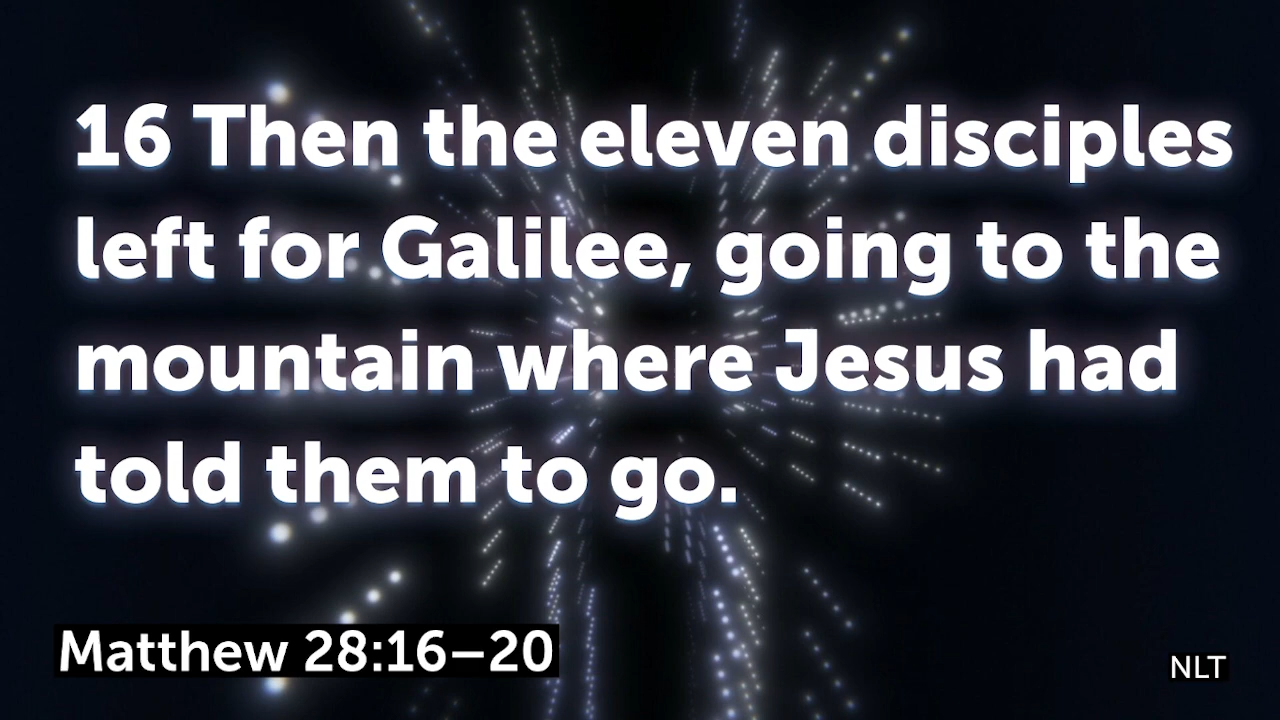 16 Then the eleven disciples
left for Galilee, going to the
mountain where Jesus had
told them to go.
Matthew 28:16–20
NLT